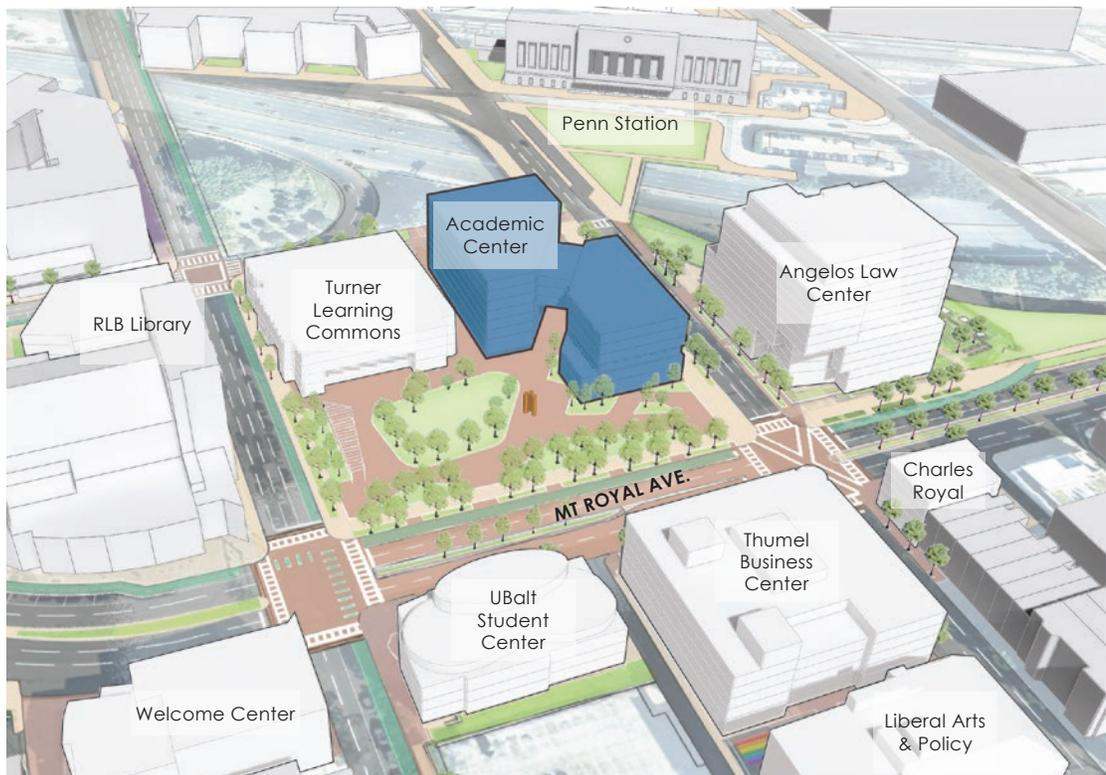 Penn Station
Academic
Center
Angelos Law
Center
Turner
Learning
Commons
RLB Library
MT ROYAL AVE.
Charles
Royal
Thumel
Business
Center
UBalt
Student
Center
Welcome Center
Liberal Arts
& Policy